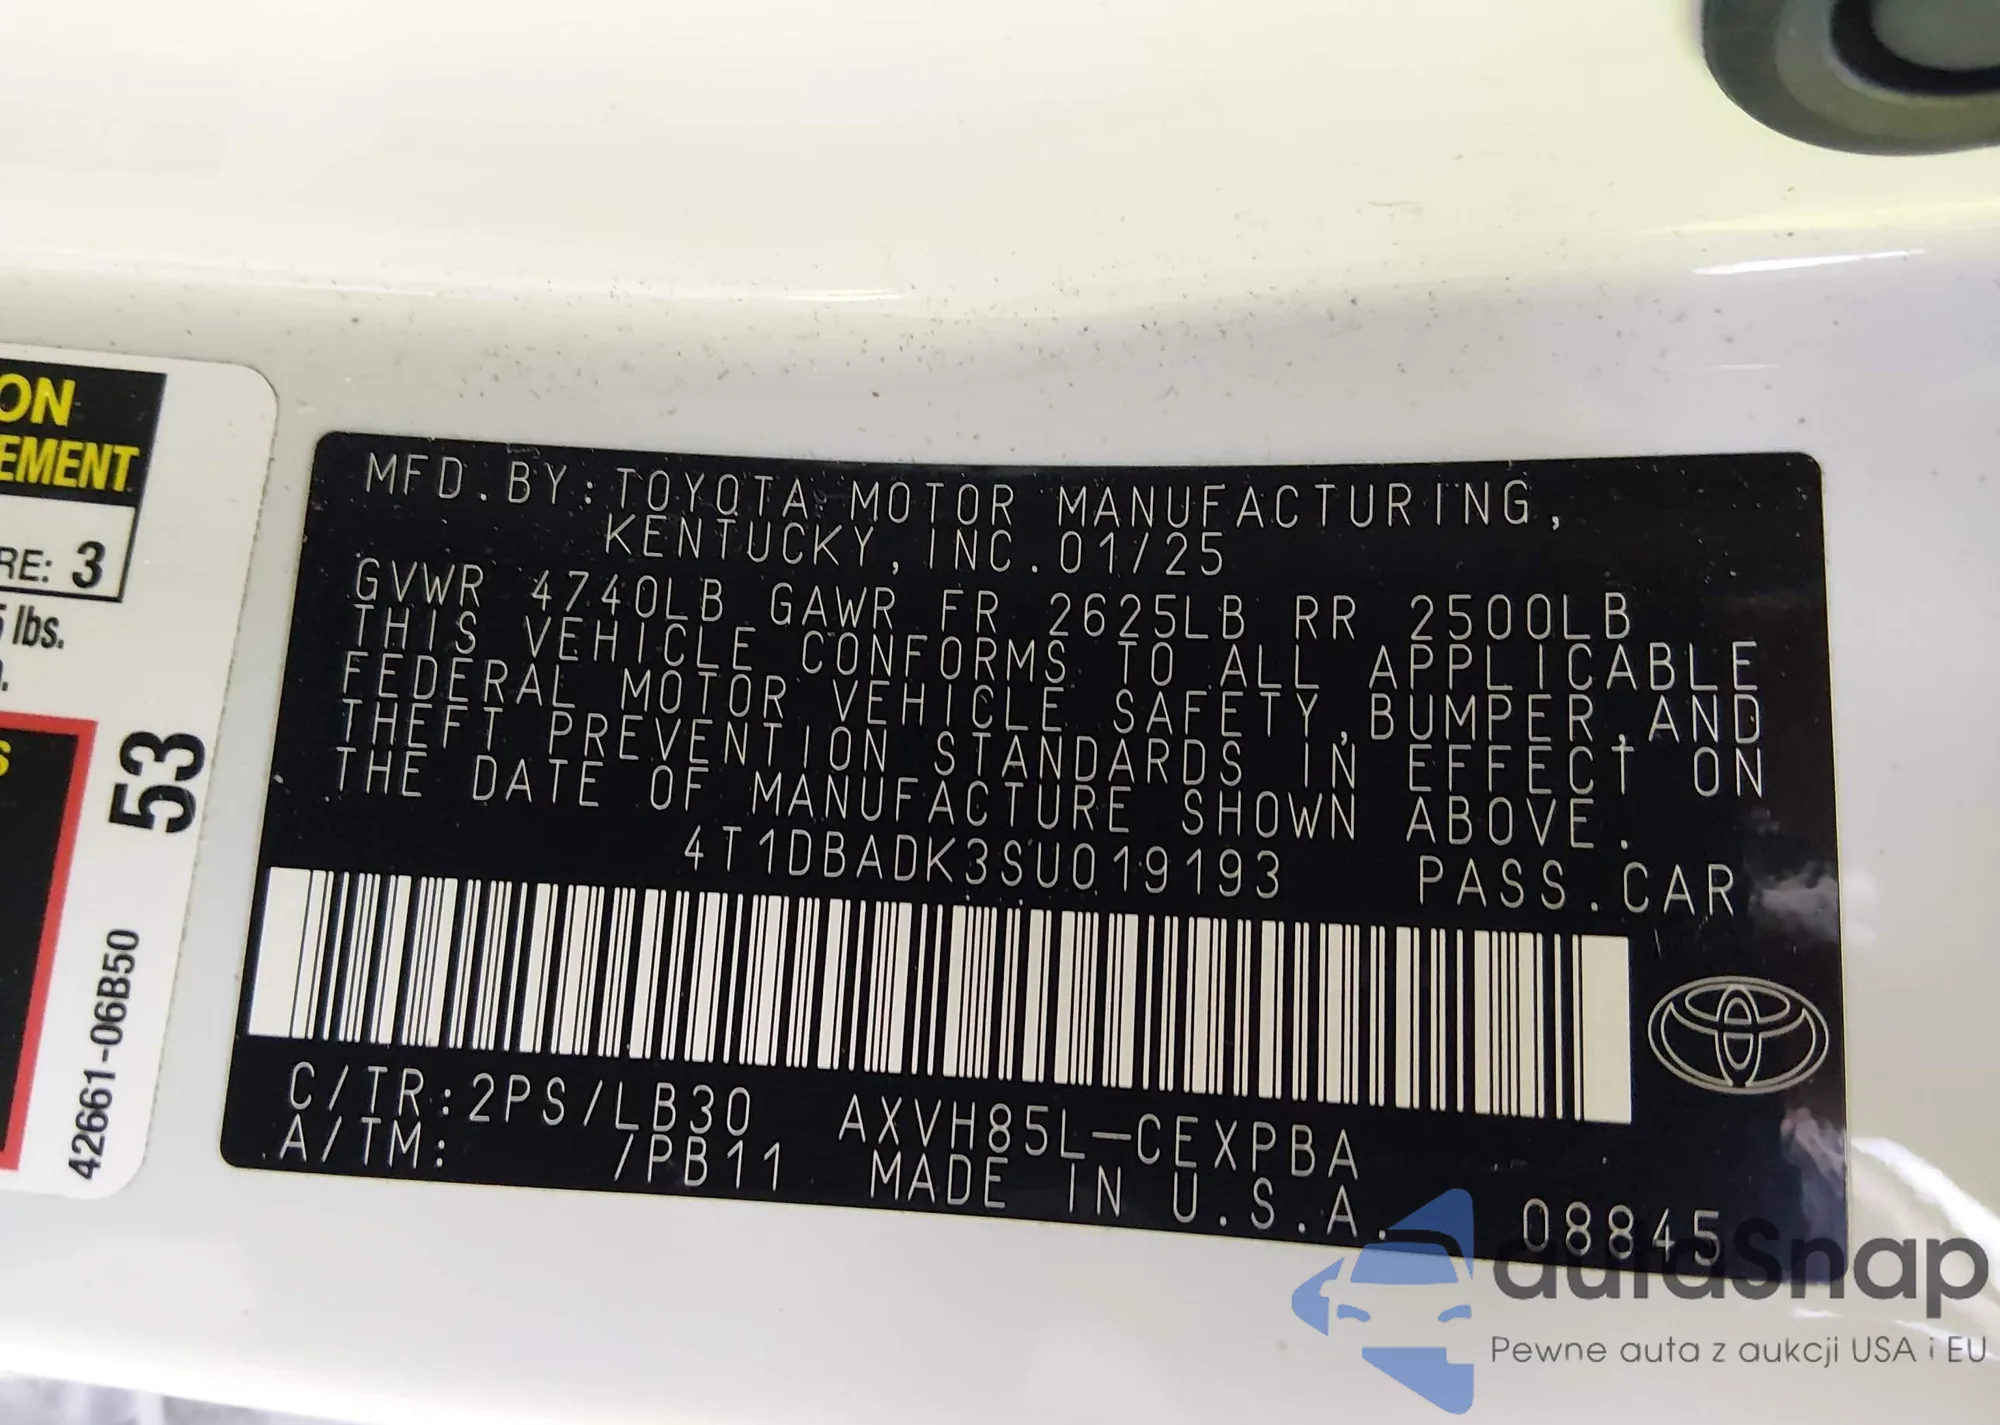 ON
EMENT
RE: 3
5 lbs.
S
53
42661-06B50
MFD.BY:TOYOTA MOTOR MANUFACTURING,
KENTUCKY,INC.01/25
GVWR 4740LB GAWR FR 2625LB RR 2500LB
THIS VEHICLE CONFORMS TO ALL APPLICABLE
FEDERAL MOTOR VEHICLE SAFETY,BUMPER,AND
THEFT PREVENTION STANDARDS IN EFFECT ON
THE DATE OF MANUFACTURE SHOWN ABOVE.
4T1DBADK3SU019193 PASS.CAR
C/TR:2PS/LB30 AXVH85L-CEXPBA
A/TM: /PB11 MADE IN U.S.A. 08845
autaSnap
Pewne auta z aukcji USA i EU